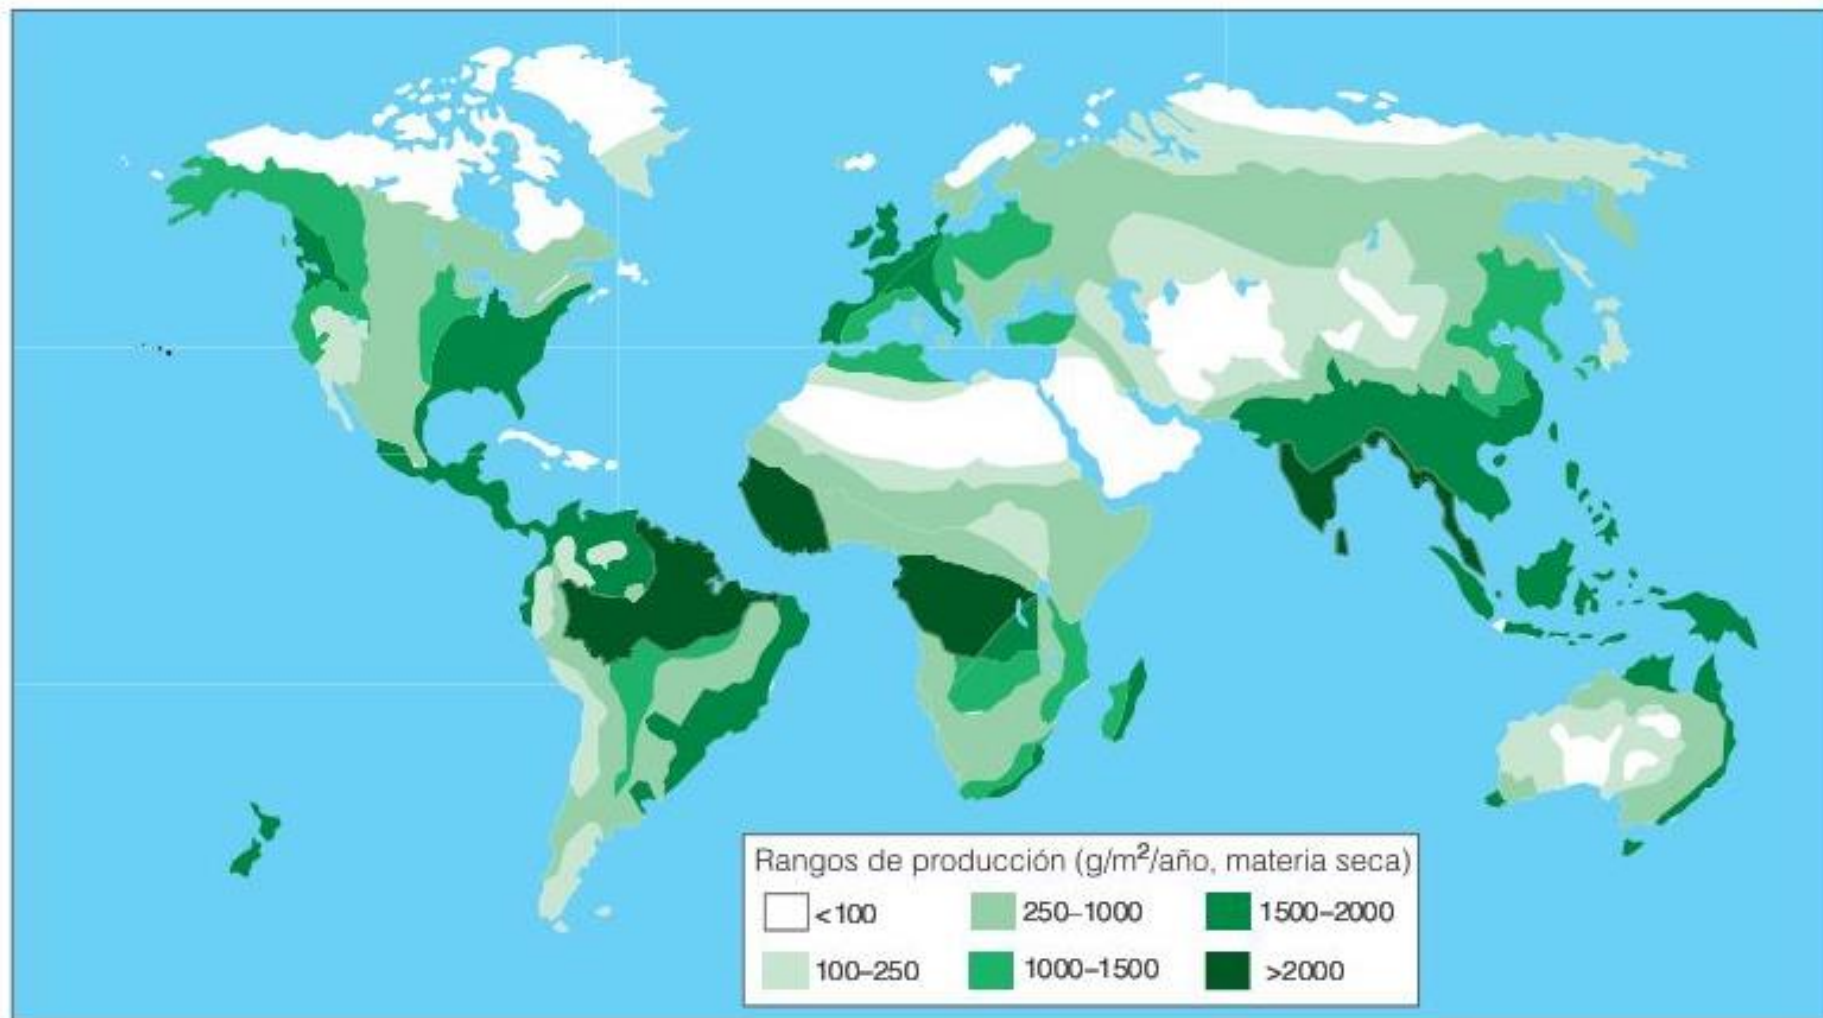 Rangos de producción (g/m²/año, materia seca)
<100 250–1000 1500–2000
100–250 1000–1500 >2000